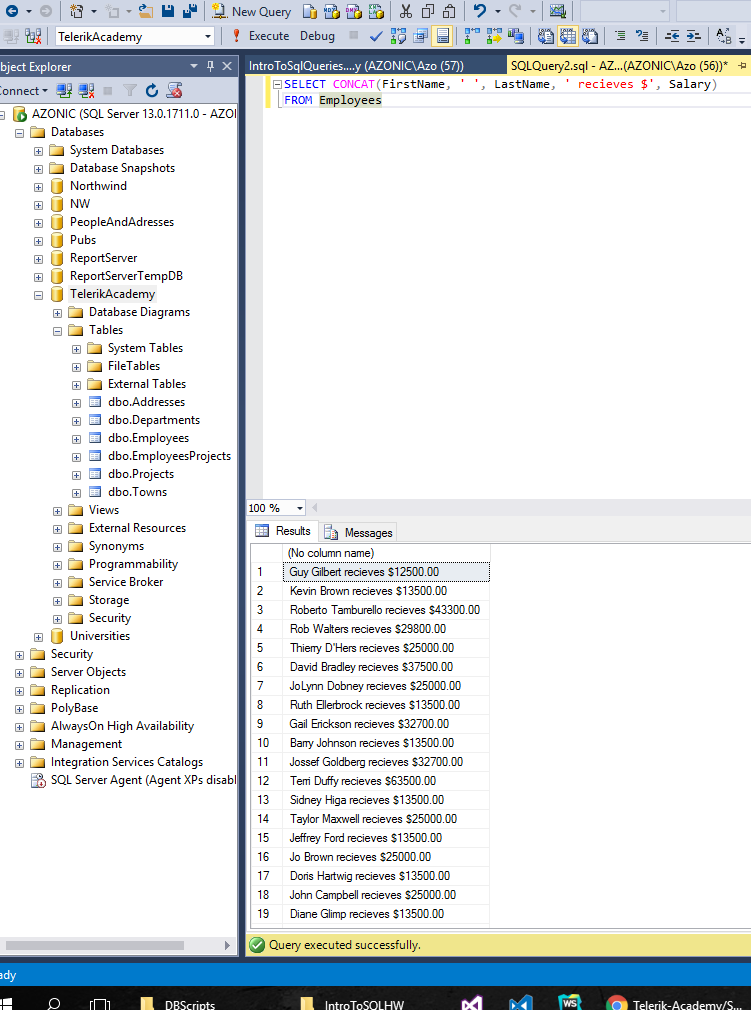 New Query
TelerikAcademy
Execute Debug
bject Explorer
onnect
AZONIC (SQL Server 13.0.1711.0 - AZO
Databases
System Databases
Database Snapshots
Northwind
NW
PeopleAndAdresses
Pubs
ReportServer
ReportServerTempDB
TelerikAcademy
Database Diagrams
Tables
System Tables
FileTables
External Tables
dbo.Addresses
dbo.Departments
dbo.Employees
dbo.EmployeesProjects
dbo.Projects
dbo.Towns
Views
External Resources
Synonyms
Programmability
Service Broker
Storage
Security
Universities
Security
Server Objects
Replication
PolyBase
AlwaysOn High Availability
Management
Integration Services Catalogs
SQL Server Agent (Agent XPs disabl
IntroToSqlQueries....y (AZONIC\Azo (57))
SQLQuery2.sql - AZ...(AZONIC\Azo (56))*
SELECT CONCAT(FirstName, ' ', LastName, ' recieves $', Salary)
FROM Employees
100 %
Results Messages
(No column name)
1 Guy Gilbert recieves $12500.00
2 Kevin Brown recieves $13500.00
3 Roberto Tamburello recieves $43300.00
4 Rob Walters recieves $29800.00
5 Thierry D'Hers recieves $25000.00
6 David Bradley recieves $37500.00
7 JoLynn Dobney recieves $25000.00
8 Ruth Ellerbrock recieves $13500.00
9 Gail Erickson recieves $32700.00
10 Barry Johnson recieves $13500.00
11 Jossef Goldberg recieves $32700.00
12 Terri Duffy recieves $63500.00
13 Sidney Higa recieves $13500.00
14 Taylor Maxwell recieves $25000.00
15 Jeffrey Ford recieves $13500.00
16 Jo Brown recieves $25000.00
17 Doris Hartwig recieves $13500.00
18 John Campbell recieves $25000.00
19 Diane Glimp recieves $13500.00
Query executed successfully.
ady
DBScripts
IntroToSQLHW
WS
Telerik-Academy/S...